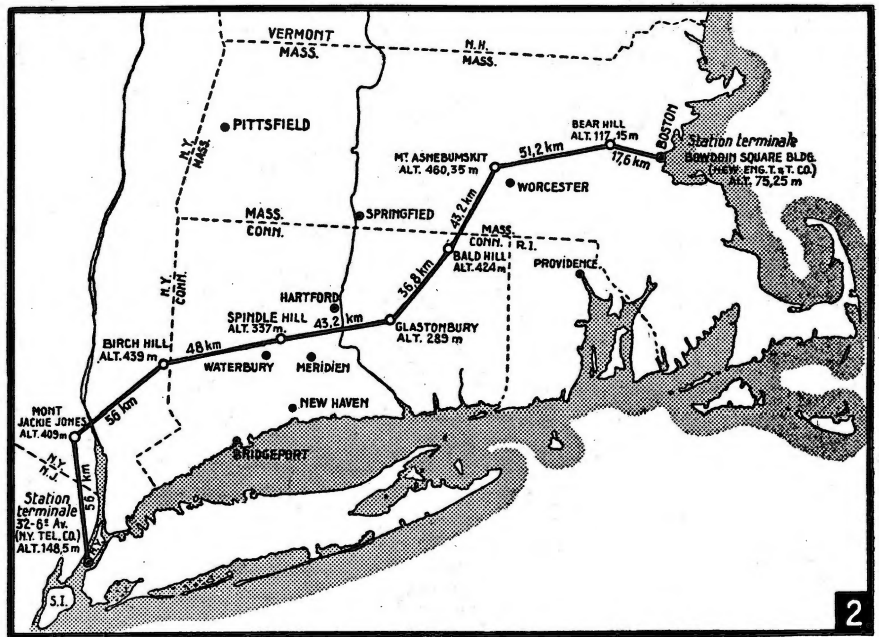 VERMONT
MASS.
N.H.
MASS.
N.Y.
MASS.
PITTSFIELD
BEAR HILL
ALT. 117,15 m
BOSTON
Station terminale
BOWDOIN SQUARE BLDG.
(NEW ENG. T. & T. CO.)
ALT. 75,25 m
51,2 km
17,6 km
MT. ASNEBUMSKIT
ALT. 460,35 m
WORCESTER
43,2 km
SPRINGFIED
MASS.
CONN.
MASS.
CONN.
R.I.
BALD HILL
ALT. 424 m
PROVIDENCE
N.Y.
CONN.
36,8 km
HARTFORD
SPINDLE HILL
ALT. 337 m.
43,2 km
GLASTONBURY
ALT. 289 m
BIRCH HILL
ALT. 439 m
48 km
WATERBURY
MERIDIEN
MONT
JACKIE JONES
ALT. 409 m
56 km
NEW HAVEN
BRIDGEPORT
N.Y.
N.J.
56 km
Station
terminale
32-6e Av.
(N.Y. TEL. CO.)
ALT. 148,5 m
N.Y.
S.I.
2